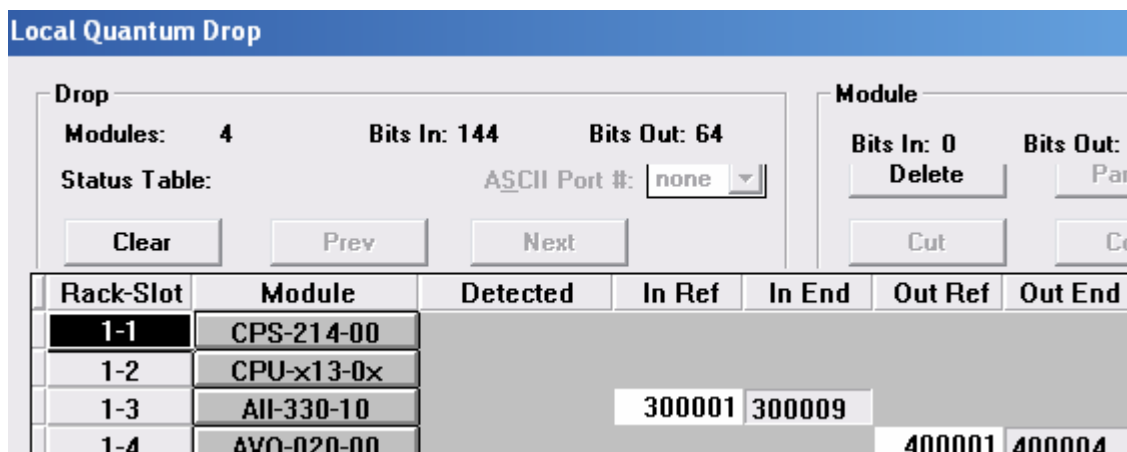 Local Quantum Drop
Drop
Module
Modules: 4 Bits In: 144 Bits Out: 64
Bits In: 0 Bits Out:
Status Table: ASCII Port #: none
Delete Par
Clear Prev Next
Cut Co
Rack-Slot Module Detected In Ref In End Out Ref Out End
1-1 CPS-214-00
1-2 CPU-x13-0x
1-3 AII-330-10 300001 300009
1-4 AVO-020-00 400001 400004